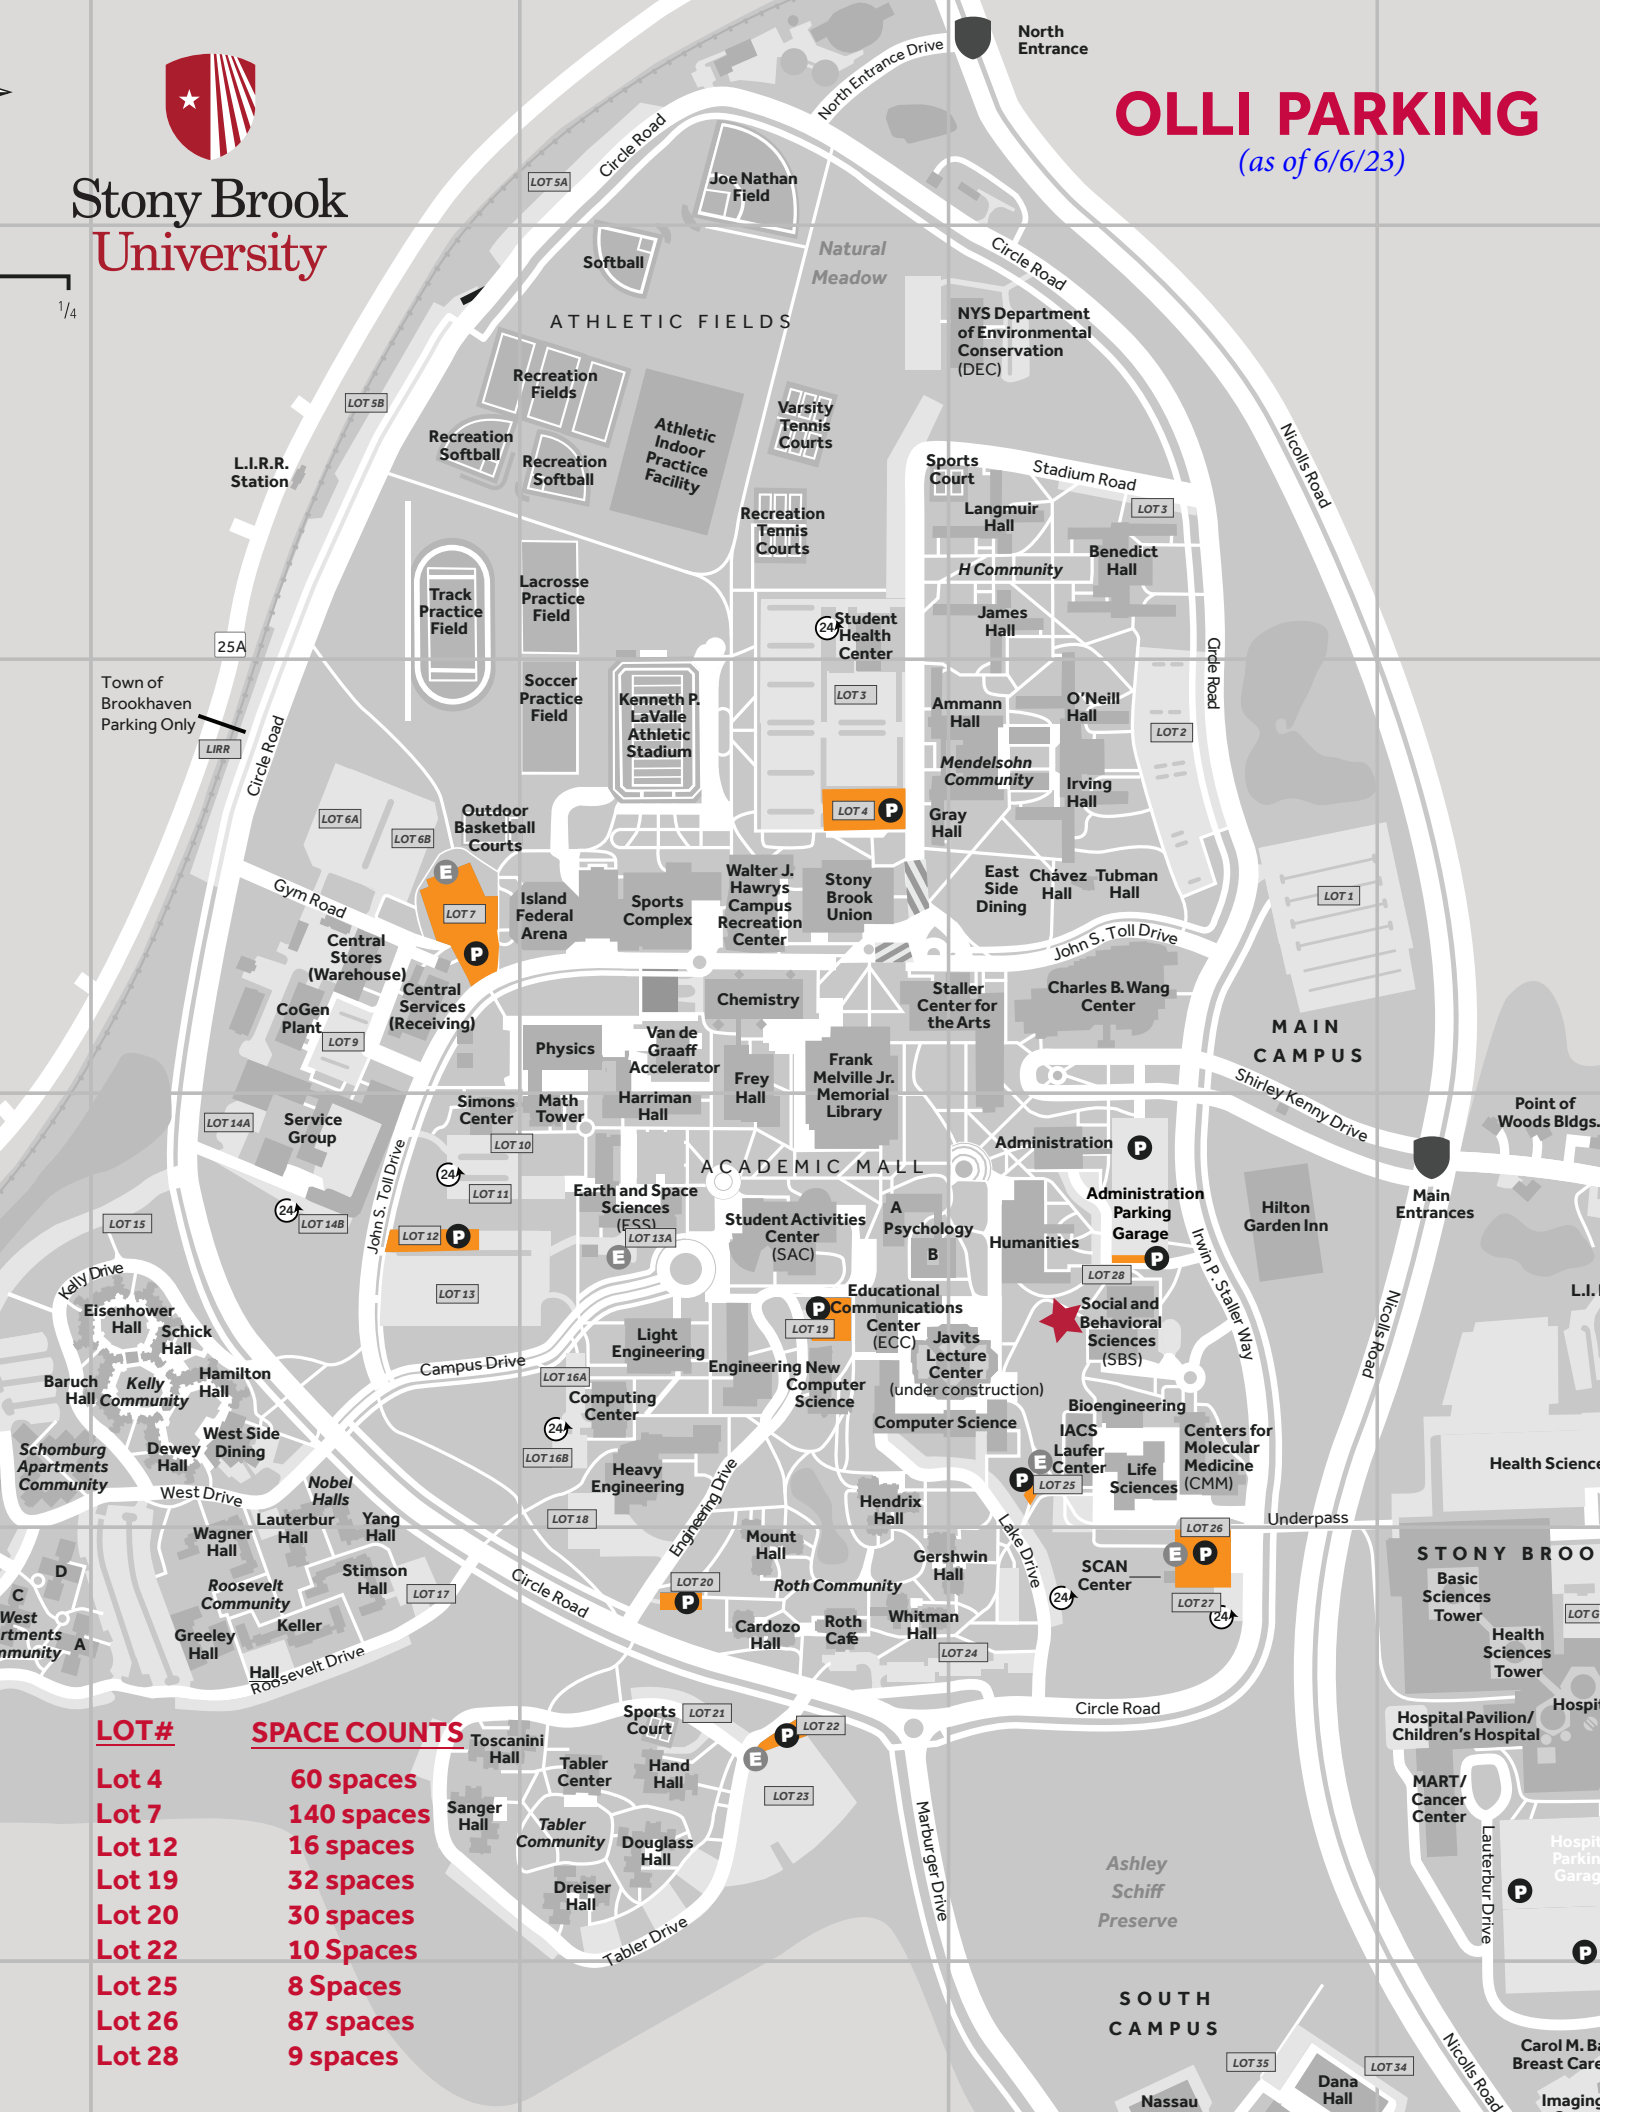 North
Entrance
North Entrance Drive
OLLI PARKING
(as of 6/6/23)
Stony Brook
University
1/4
Circle Road
LOT 5A
Joe Nathan
Field
Softball
Natural
Meadow
Circle Road
ATHLETIC FIELDS
NYS Department
of Environmental
Conservation
(DEC)
Recreation
Fields
LOT 5B
Varsity
Tennis
Courts
Athletic
Indoor
Practice
Facility
Recreation
Softball
Recreation
Softball
L.I.R.R.
Station
Nicolls Road
Sports
Court
Stadium Road
LOT 3
Langmuir
Hall
Recreation
Tennis
Courts
Benedict
Hall
H Community
Track
Practice
Field
Lacrosse
Practice
Field
James
Hall
24
Student
Health
Center
25A
Circle Road
Town of
Brookhaven
Parking Only
LIRR
Circle Road
Soccer
Practice
Field
Kenneth P.
LaValle
Athletic
Stadium
LOT 3
Ammann
Hall
O'Neill
Hall
LOT 2
Mendelsohn
Community
Irving
Hall
LOT 6A
LOT 6B
Outdoor
Basketball
Courts
LOT 4
P
Gray
Hall
E
Gym Road
LOT 7
P
Island
Federal
Arena
Sports
Complex
Walter J.
Hawrys
Campus
Recreation
Center
Stony
Brook
Union
East
Side
Dining
Chávez
Hall
Tubman
Hall
LOT 1
John S. Toll Drive
Central
Stores
(Warehouse)
Central
Services
(Receiving)
CoGen
Plant
LOT 9
Chemistry
Staller
Center for
the Arts
Charles B. Wang
Center
MAIN
CAMPUS
Physics
Van de
Graaff
Accelerator
Frey
Hall
Frank
Melville Jr.
Memorial
Library
Shirley Kenny Drive
Simons
Center
Math
Tower
Harriman
Hall
LOT 14A
Service
Group
LOT 10
Administration
P
Point of
Woods Bldgs.
John S. Toll Drive
24
LOT 11
ACADEMIC MALL
Administration
Parking
Garage
Main
Entrances
Hilton
Garden Inn
LOT 15
24
LOT 14B
LOT 12
P
Earth and Space
Sciences
(ESS)
LOT 13A
E
Student Activities
Center
(SAC)
A
Psychology
B
Humanities
P
LOT 28
Irwin P. Staller Way
Kelly Drive
LOT 13
Eisenhower
Hall
Schick
Hall
Educational
Communications
Center
(ECC)
P
LOT 19
Social and
Behavioral
Sciences
(SBS)
Nicolls Road
L.I.
Light
Engineering
Javits
Lecture
Center
(under construction)
Campus Drive
Engineering
New
Computer
Science
Baruch
Hall
Kelly
Community
Hamilton
Hall
LOT 16A
Computing
Center
24
LOT 16B
Computer Science
Bioengineering
IACS
Laufer
Center
E
P
LOT 25
Centers for
Molecular
Medicine
(CMM)
Life
Sciences
Schomburg
Apartments
Community
Dewey
Hall
West Side
Dining
West Drive
Heavy
Engineering
Engineering Drive
Health Science
Nobel
Halls
Lauterbur
Hall
Yang
Hall
LOT 18
Hendrix
Hall
Lake Drive
LOT 26
Underpass
Wagner
Hall
Mount
Hall
Gershwin
Hall
E
P
SCAN
Center
STONY BROO
D
C
West
rtments
mmunity
A
Roosevelt
Community
Stimson
Hall
LOT 17
Circle Road
LOT 20
P
Roth Community
24
LOT 27
24
Basic
Sciences
Tower
LOT G
Greeley
Hall
Keller
Hall
Roosevelt Drive
Cardozo
Hall
Roth
Café
Whitman
Hall
LOT 24
Health
Sciences
Tower
Hospit
Circle Road
Hospital Pavilion/
Children's Hospital
LOT# SPACE COUNTS
Lot 4 60 spaces
Lot 7 140 spaces
Lot 12 16 spaces
Lot 19 32 spaces
Lot 20 30 spaces
Lot 22 10 Spaces
Lot 25 8 Spaces
Lot 26 87 spaces
Lot 28 9 spaces
Toscanini
Hall
Sports
Court
LOT 21
P
LOT 22
E
LOT 23
Tabler
Center
Hand
Hall
Sanger
Hall
Tabler
Community
Douglass
Hall
Dreiser
Hall
Tabler Drive
Marburger Drive
MART/
Cancer
Center
Lauterbur Drive
Hospit
Parkin
Garag
P
P
Ashley
Schiff
Preserve
SOUTH
CAMPUS
Nicolls Road
Carol M. Ba
Breast Care
LOT 35
LOT 34
Dana
Hall
Nassau
Imaging